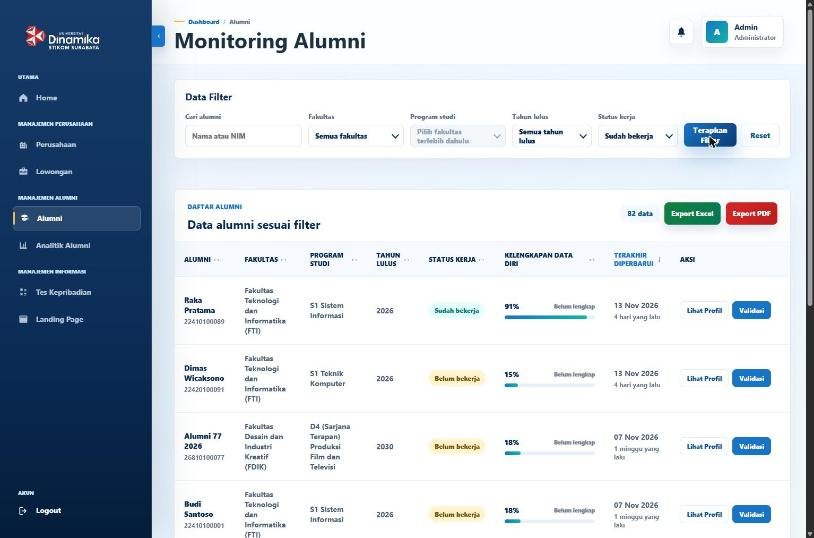 UNIVERSITAS
Dinamika
STIKOM SURABAYA
UTAMA
Home
MANAJEMEN PERUSAHAAN
Perusahaan
Lowongan
MANAJEMEN ALUMNI
Alumni
Analitik Alumni
MANAJEMEN INFORMASI
Tes Kepribadian
Landing Page
AKUN
Logout
Dashboard / Alumni
Monitoring Alumni
A
Admin
Administrator
Data Filter
Cari alumni
Nama atau NIM
Fakultas
Semua fakultas
Program studi
Pilih fakultas
terlebih dahulu
Tahun lulus
Semua tahun
lulus
Status kerja
Sudah bekerja
Terapkan
Filter
Reset
DAFTAR ALUMNI
Data alumni sesuai filter
82 data
Export Excel
Export PDF
ALUMNI
FAKULTAS
PROGRAM
STUDI
TAHUN
LULUS
STATUS KERJA
KELENGKAPAN DATA
DIRI
TERAKHIR
DIPERBARUI ↓
AKSI
Raka
Pratama
22410100089
Fakultas
Teknologi
dan
Informatika
(FTI)
S1 Sistem
Informasi
2026
Sudah bekerja
91%
Belum lengkap
13 Nov 2026
4 hari yang lalu
Lihat Profil
Validasi
Dimas
Wicaksono
22420100091
Fakultas
Teknologi
dan
Informatika
(FTI)
S1 Teknik
Komputer
2026
Belum bekerja
15%
Belum lengkap
13 Nov 2026
4 hari yang lalu
Lihat Profil
Validasi
Alumni 77
2026
26810100077
Fakultas
Desain dan
Industri
Kreatif
(FDIK)
D4 (Sarjana
Terapan)
Produksi
Film dan
Televisi
2030
Belum bekerja
18%
Belum lengkap
07 Nov 2026
1 minggu yang
lalu
Lihat Profil
Validasi
Budi
Santoso
22410100001
Fakultas
Teknologi
dan
Informatika
(FTI)
S1 Sistem
Informasi
2026
Belum bekerja
18%
Belum lengkap
07 Nov 2026
1 minggu yang
lalu
Lihat Profil
Validasi